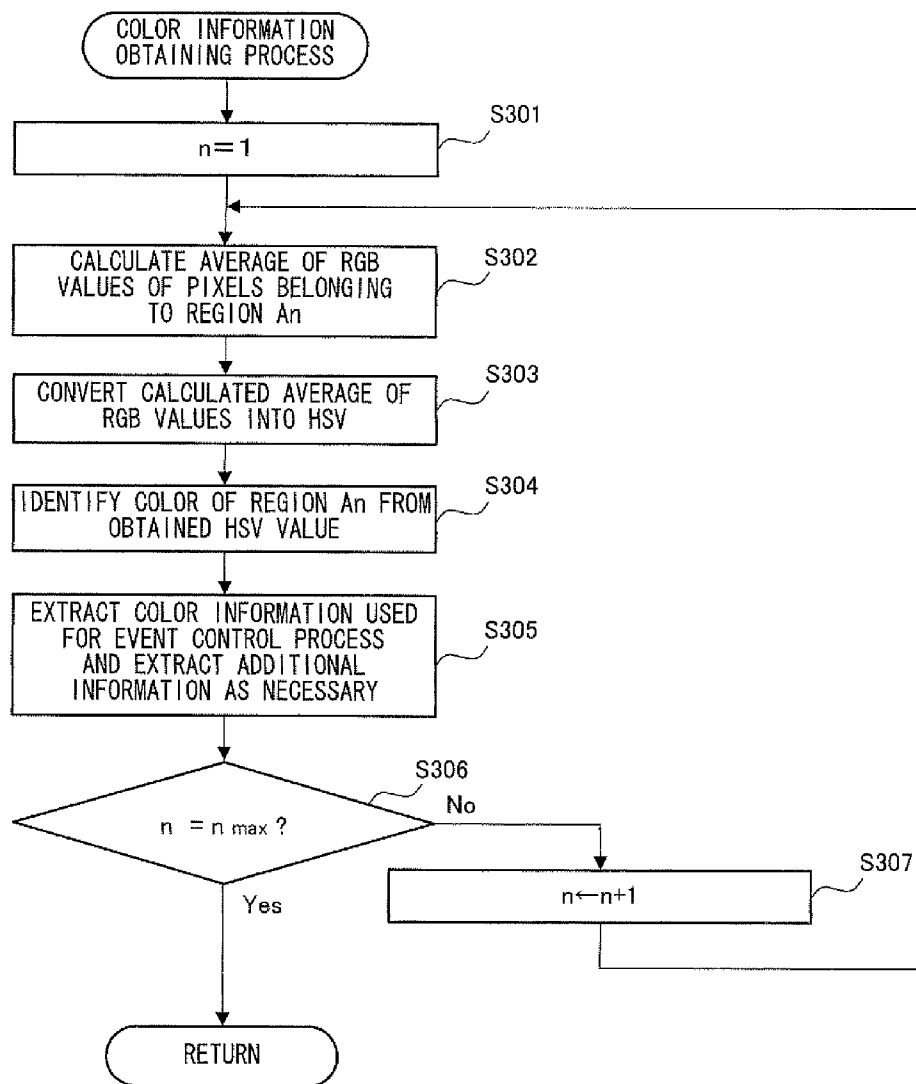 COLOR INFORMATION
OBTAINING PROCESS
S301
n=1
S302
CALCULATE AVERAGE OF RGB
VALUES OF PIXELS BELONGING
TO REGION An
S303
CONVERT CALCULATED AVERAGE OF
RGB VALUES INTO HSV
S304
IDENTIFY COLOR OF REGION An FROM
OBTAINED HSV VALUE
S305
EXTRACT COLOR INFORMATION USED
FOR EVENT CONTROL PROCESS
AND EXTRACT ADDITIONAL
INFORMATION AS NECESSARY
S306
n = n max ?
No
S307
n←n+1
Yes
RETURN